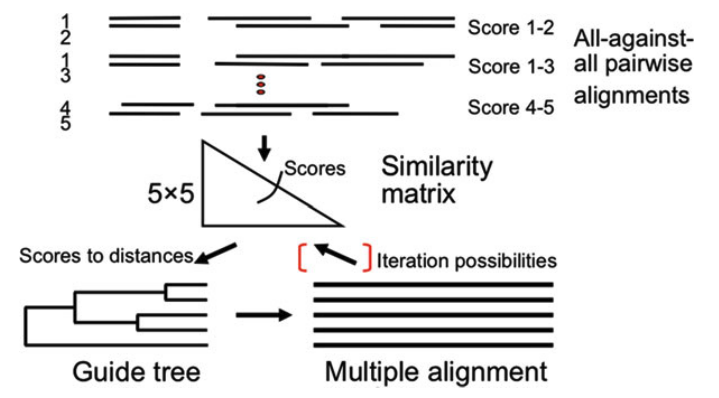 1
2
Score 1-2
1
3
Score 1-3
4
5
Score 4-5
All-against-
all pairwise
alignments
5×5
Scores
Similarity
matrix
Scores to distances
[ ] Iteration possibilities
Guide tree
Multiple alignment